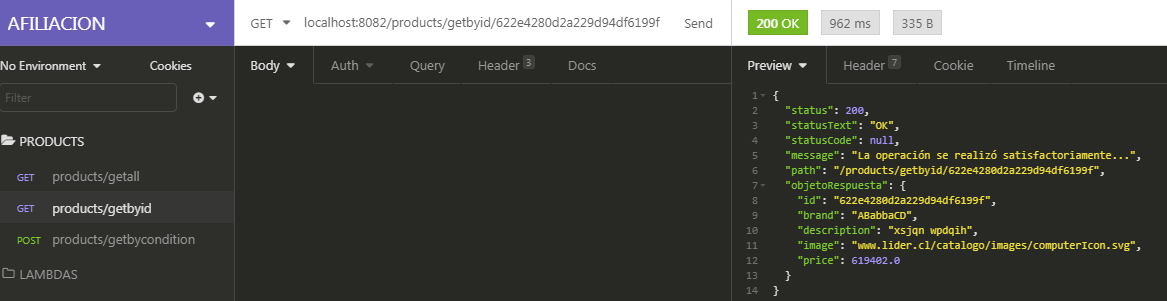 AFILIACION
No Environment Cookies
Filter
PRODUCTS
GET products/getall
GET products/getbyid
POST products/getbycondition
LAMBDAS
GET localhost:8082/products/getbyid/622e4280d2a229d94df6199f Send
Body Auth Query Header 3 Docs
200 OK 962 ms 335 B
Preview Header 7 Cookie Timeline
1 {
2 "status": 200,
3 "statusText": "OK",
4 "statusCode": null,
5 "message": "La operación se realizó satisfactoriamente...",
6 "path": "/products/getbyid/622e4280d2a229d94df6199f",
7 "objetoRespuesta": {
8 "id": "622e4280d2a229d94df6199f",
9 "brand": "ABabbaCD",
10 "description": "xsjqn wpdqih",
11 "image": "www.lider.cl/catalogo/images/computerIcon.svg",
12 "price": 619402.0
13 }
14 }